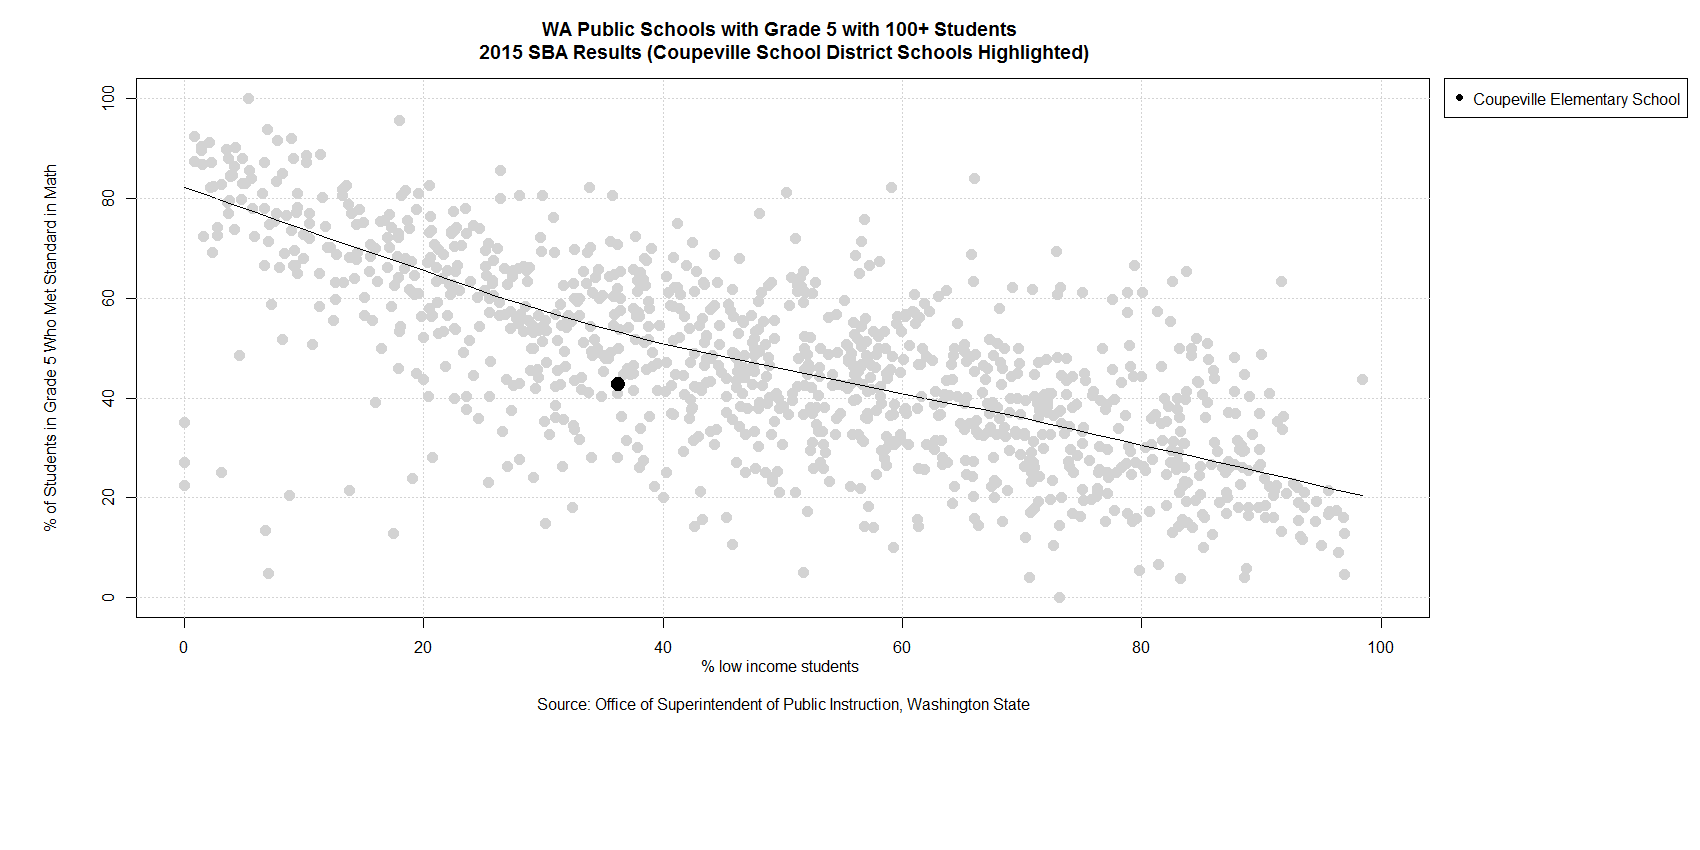 WA Public Schools with Grade 5 with 100+ Students
2015 SBA Results (Coupeville School District Schools Highlighted)
Coupeville Elementary School
% of Students in Grade 5 Who Met Standard in Math
100
80
60
40
20
0
0 20 40 60 80 100
% low income students
Source: Office of Superintendent of Public Instruction, Washington State